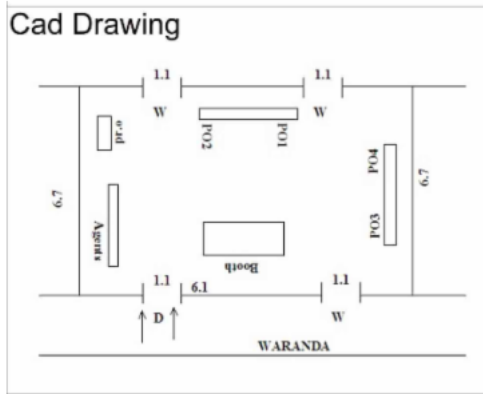 Cad Drawing
1.1
1.1
W
W
P.O
PO2
PO1
PO4
6.7
6.7
Agents
PO3
Booth
1.1
6.1
1.1
D
W
WARANDA